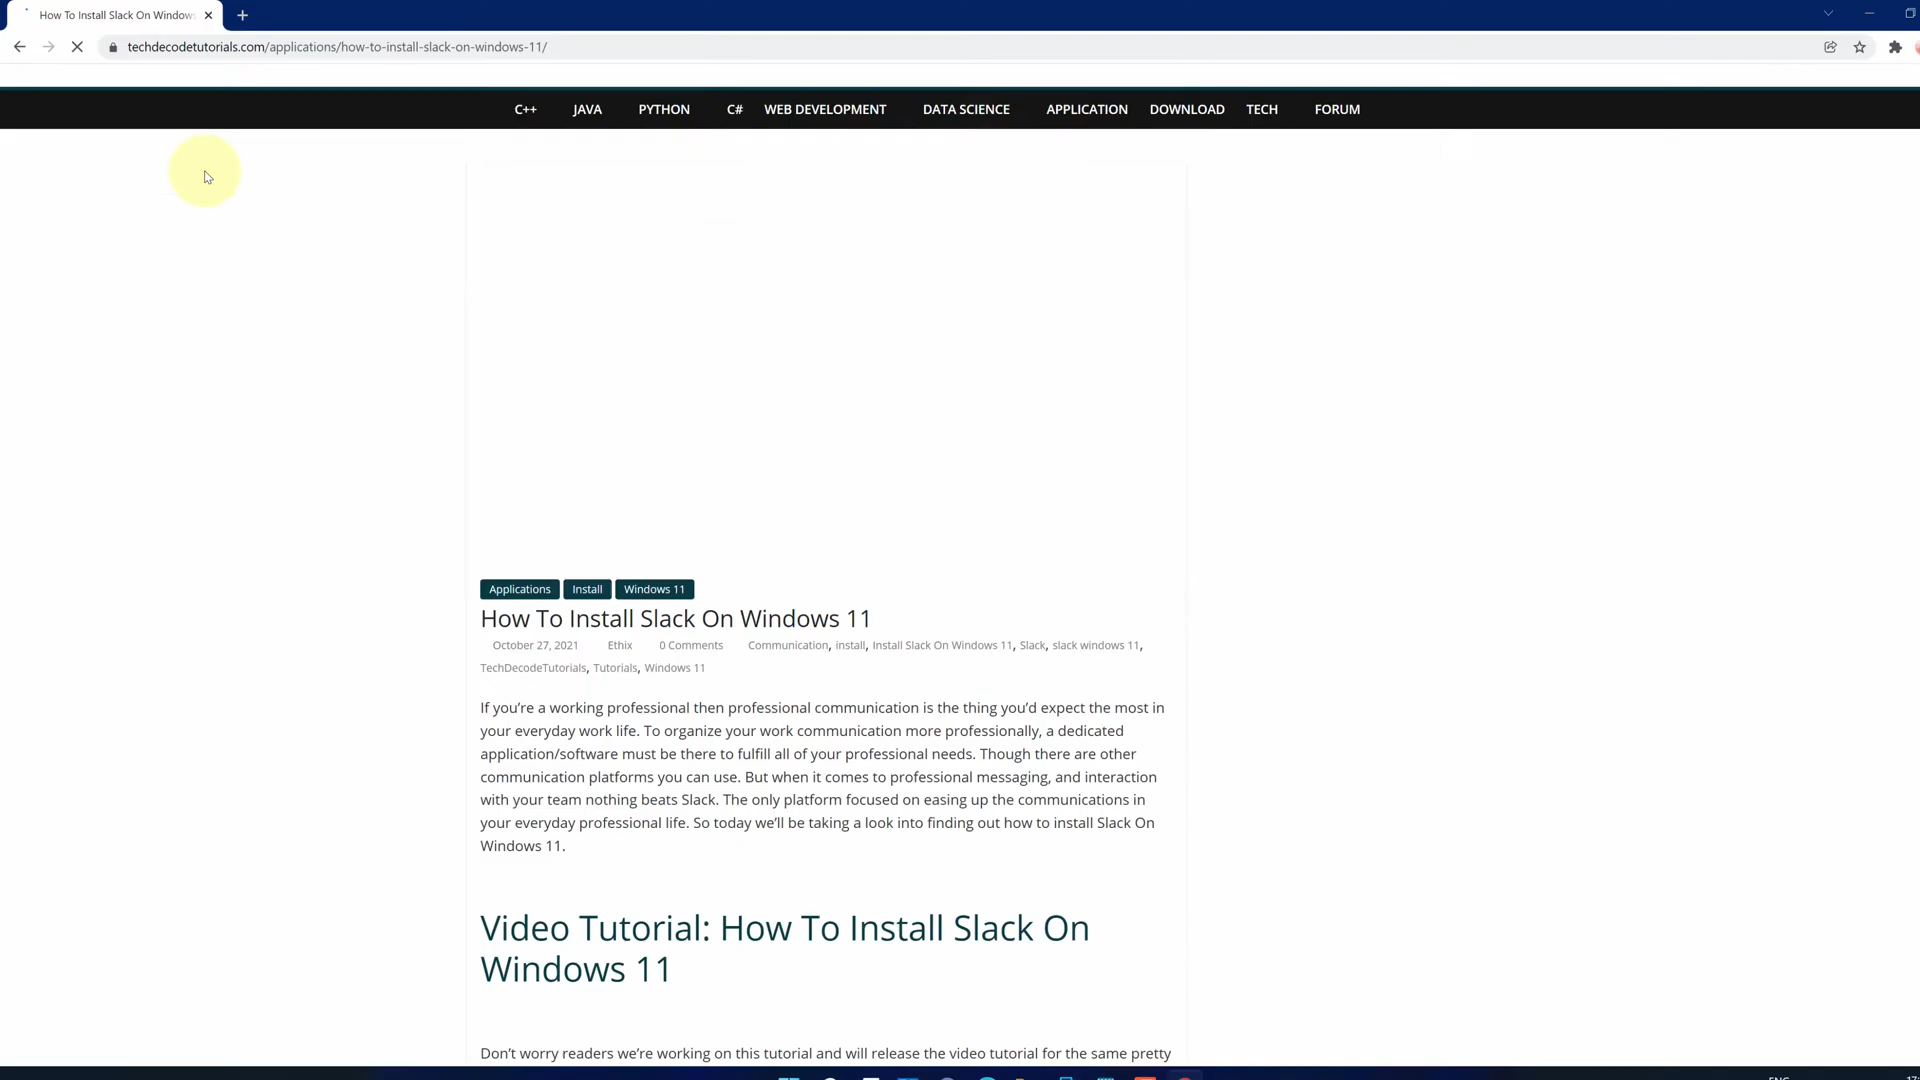 How To Install Slack On Windows
techdecodetutorials.com/applications/how-to-install-slack-on-windows-11/
C++ JAVA PYTHON C# WEB DEVELOPMENT DATA SCIENCE APPLICATION DOWNLOAD TECH FORUM
Applications Install Windows 11
How To Install Slack On Windows 11
October 27, 2021 Ethix 0 Comments Communication, install, Install Slack On Windows 11, Slack, slack windows 11,
TechDecodeTutorials, Tutorials, Windows 11
If you’re a working professional then professional communication is the thing you’d expect the most in
your everyday work life. To organize your work communication more professionally, a dedicated
application/software must be there to fulfill all of your professional needs. Though there are other
communication platforms you can use. But when it comes to professional messaging, and interaction
with your team nothing beats Slack. The only platform focused on easing up the communications in
your everyday professional life. So today we’ll be taking a look into finding out how to install Slack On
Windows 11.
Video Tutorial: How To Install Slack On
Windows 11
Don’t worry readers we’re working on this tutorial and will release the video tutorial for the same pretty